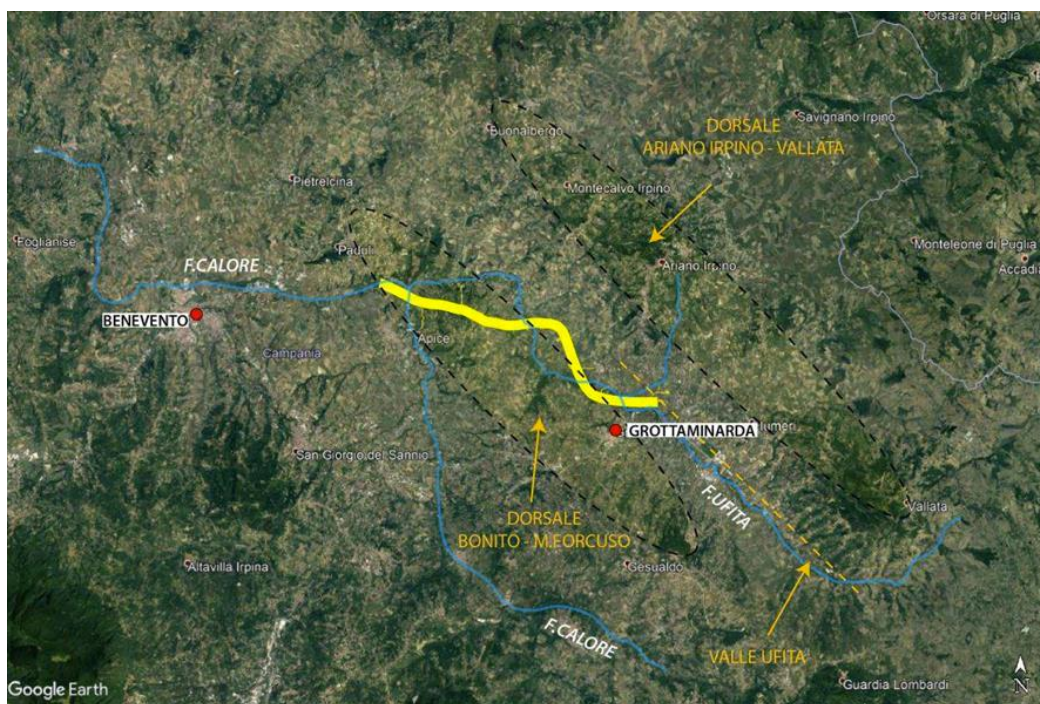 Orsara di Puglia
Savignano Irpino
DORSALE
ARIANO IRPINO - VALLATA
Buonalbergo
Pietrelcina
Montecalvo Irpino
Foglianise
Paduli
Monteleone di Puglia
Accadia
Ariano Irpino
F.CALORE
BENEVENTO
Campania
Apice
GROTTAMINARDA
San Giorgio del Sannio
F.UFITA
Vallata
DORSALE
BONITO - M.FORCUSO
Altavilla Irpina
Gesualdo
F.CALORE
VALLE UFITA
Guardia Lombardi
N
Google Earth